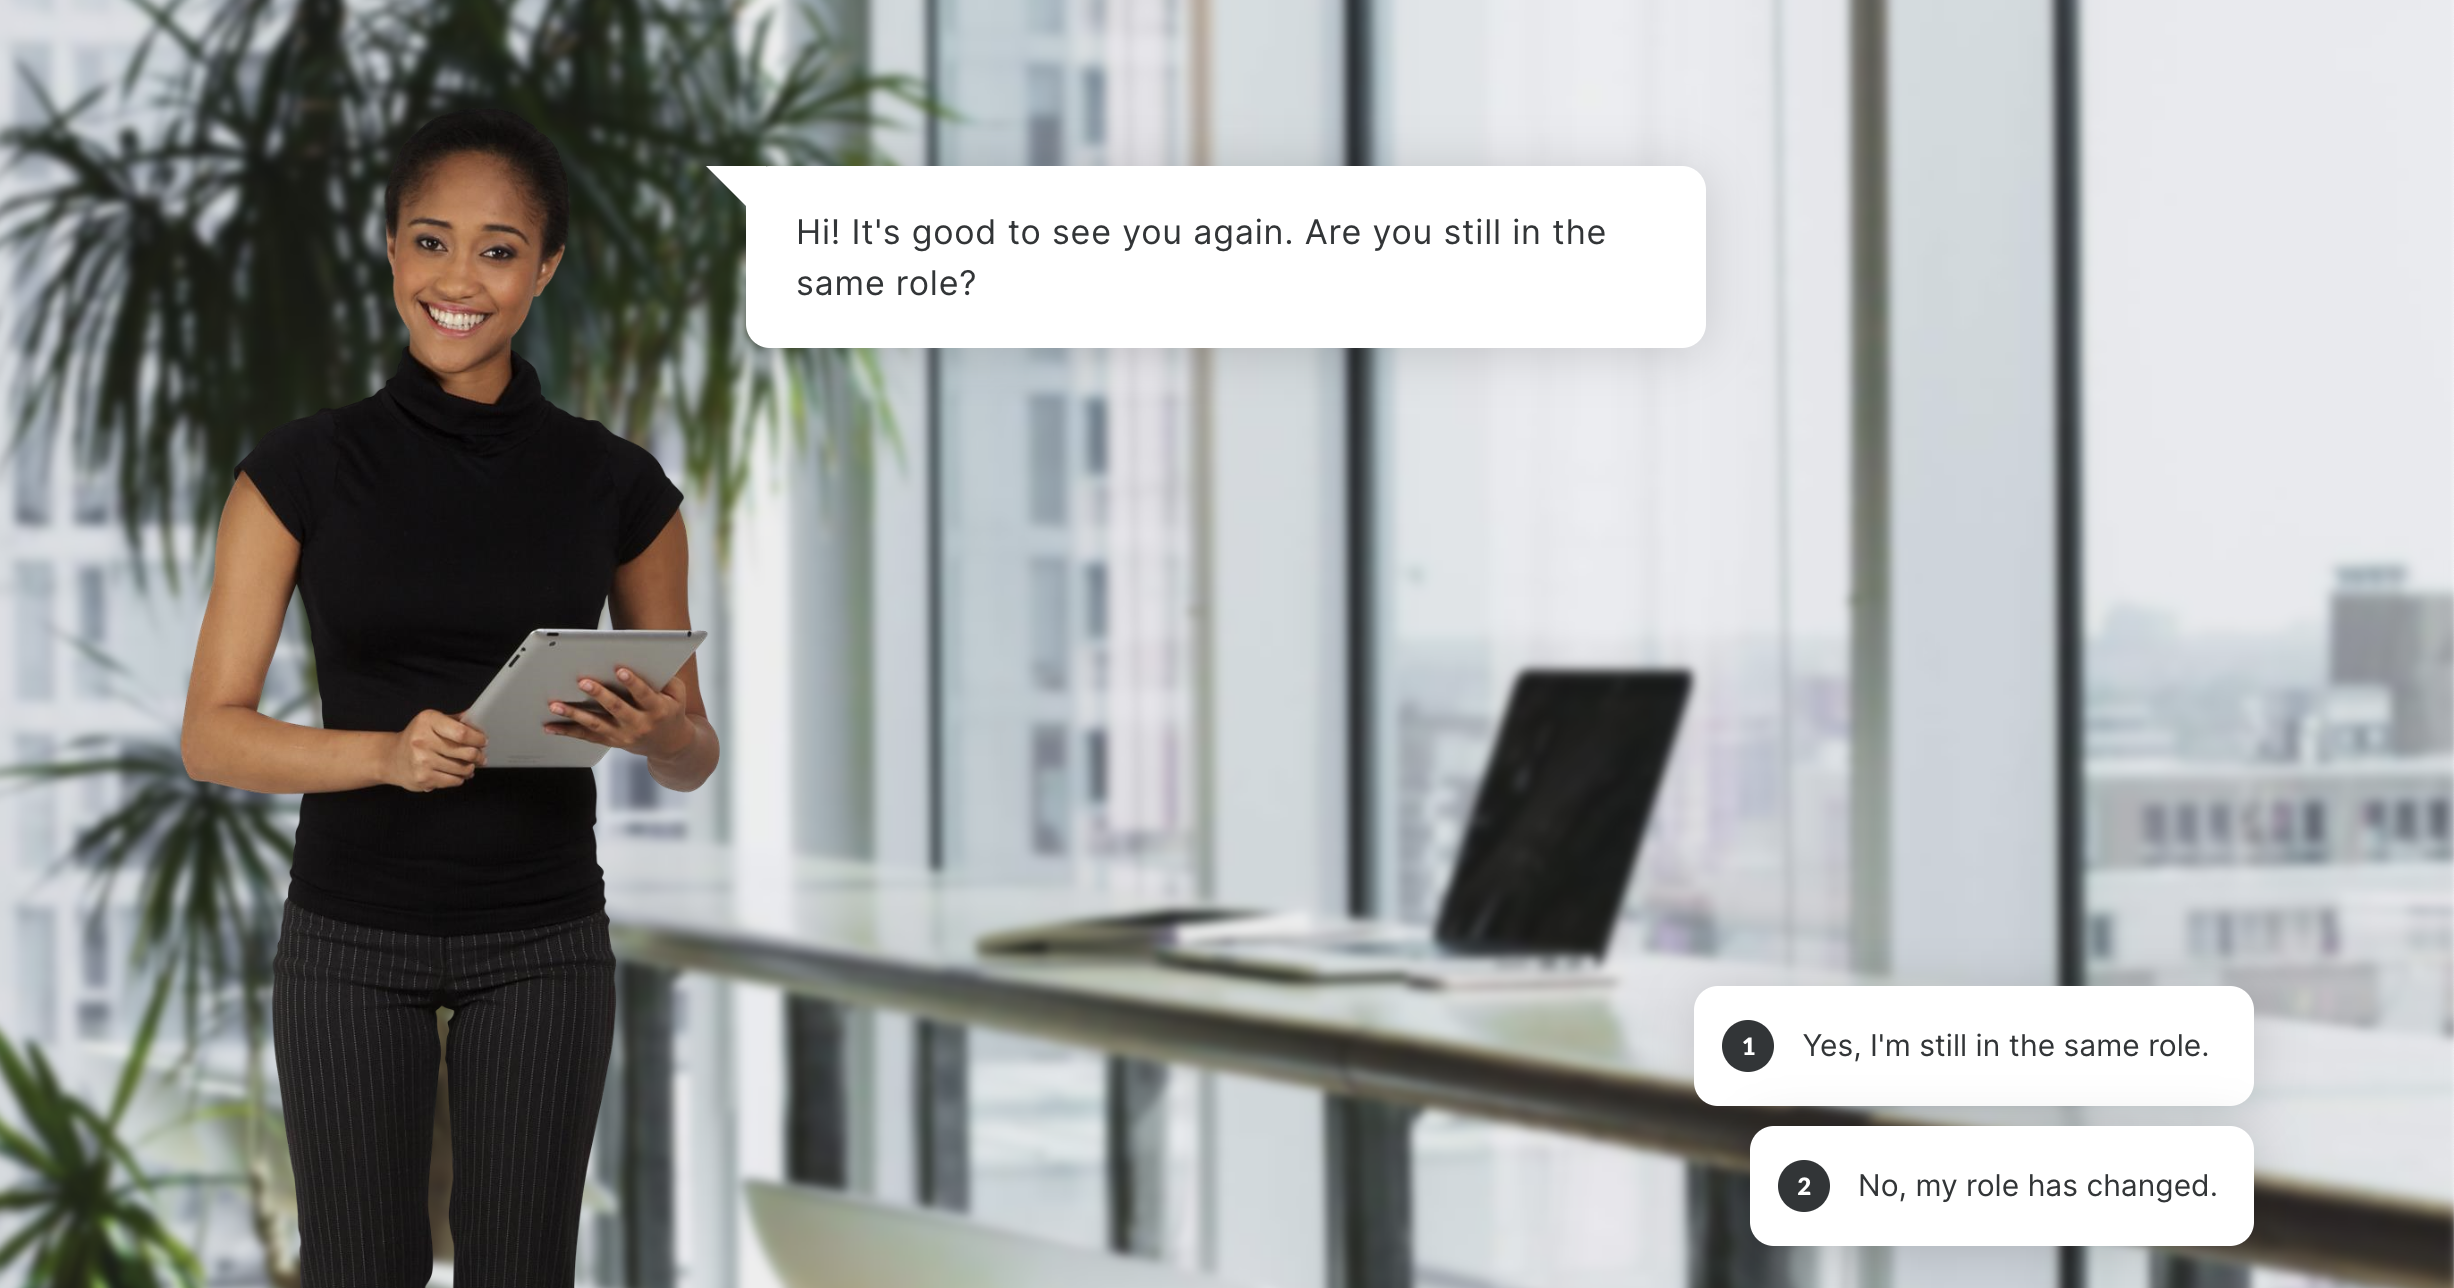 Hi! It's good to see you again. Are you still in the
same role?
1 Yes, I'm still in the same role.
2 No, my role has changed.